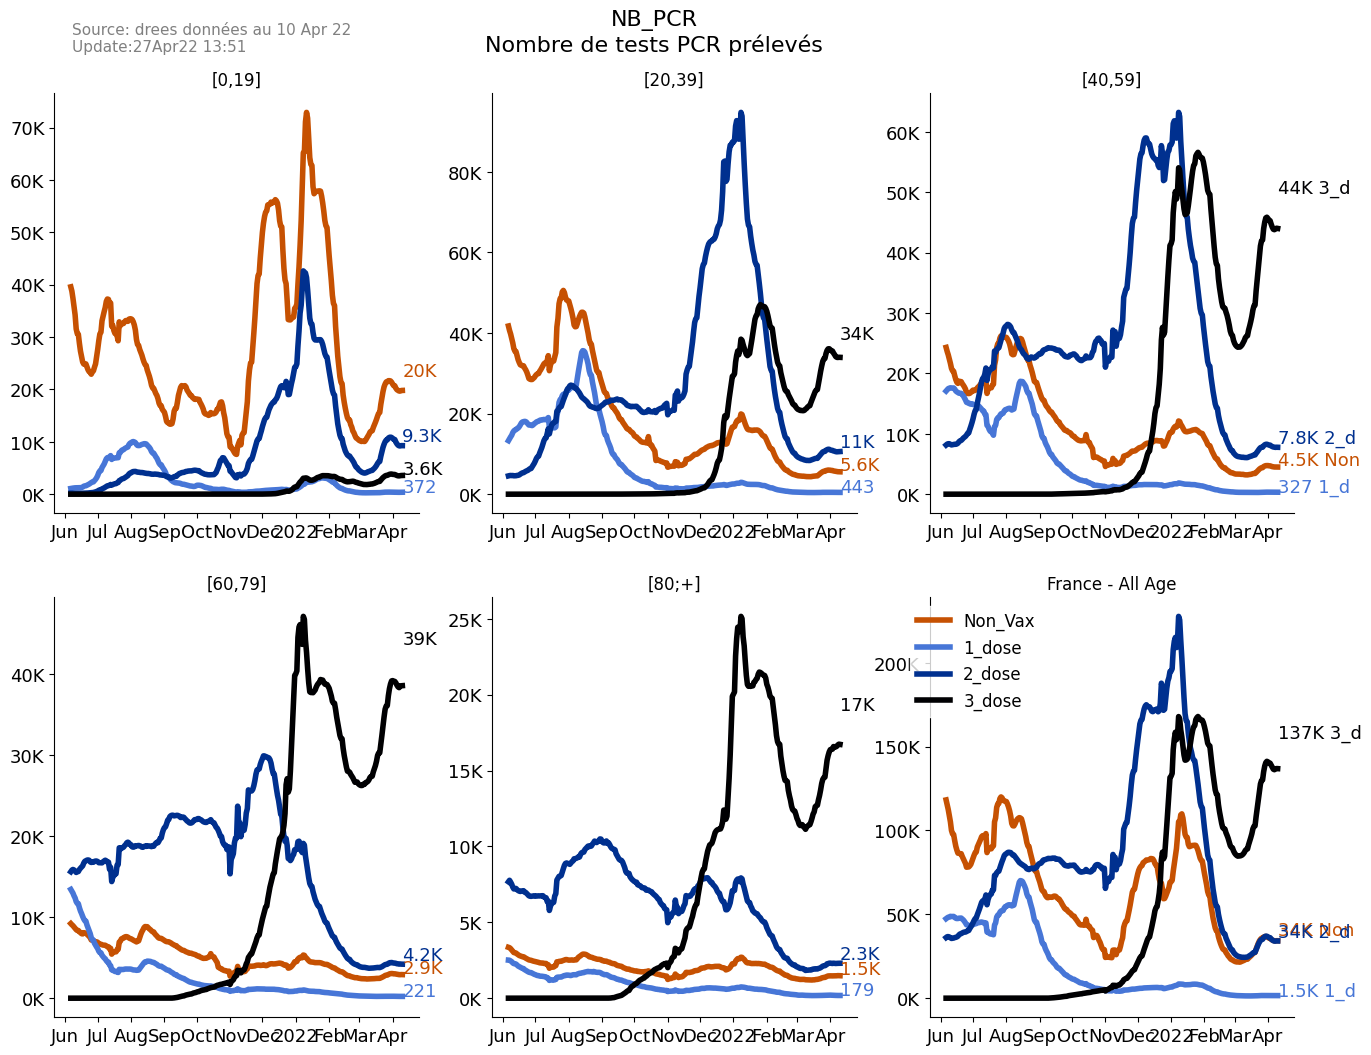 NB_PCR
Source: drees données au 10 Apr 22
Update:27Apr22 13:51
Nombre de tests PCR prélevés
[0,19]
70K
60K
50K
40K
30K
20K
10K
0K
20K
9.3K
3.6K
372
Jun Jul Aug Sep Oct Nov Dec 2022 Feb Mar Apr
[20,39]
80K
60K
40K
20K
0K
34K
11K
5.6K
443
Jun Jul Aug Sep Oct Nov Dec 2022 Feb Mar Apr
[40,59]
60K
50K
40K
30K
20K
10K
0K
44K 3_d
7.8K 2_d
4.5K Non
327 1_d
Jun Jul Aug Sep Oct Nov Dec 2022 Feb Mar Apr
[60,79]
40K
30K
20K
10K
0K
39K
4.2K
2.9K
221
Jun Jul Aug Sep Oct Nov Dec 2022 Feb Mar Apr
[80;+]
25K
20K
15K
10K
5K
0K
17K
2.3K
1.5K
179
Jun Jul Aug Sep Oct Nov Dec 2022 Feb Mar Apr
France - All Age
Non_Vax
1_dose
2_dose
3_dose
200K
150K
100K
50K
0K
137K 3_d
Non
34K 2_d
1.5K 1_d
Jun Jul Aug Sep Oct Nov Dec 2022 Feb Mar Apr